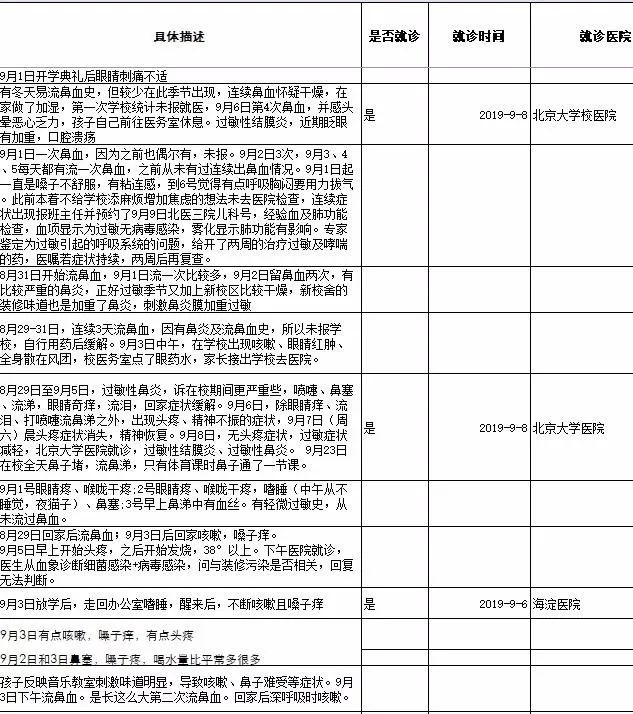 具体描述 是否就诊 就诊时间 就诊医院
9月1日开学典礼后眼睛刺痛不适
有冬天易流鼻血史，但较少在此季节出现，连续鼻血怀疑干燥，在
家做了加湿，第一次学校统计未报就医，9月6日第4次鼻血，并感头
晕恶心乏力，孩子自己前往医务室休息。过敏性结膜炎，近期眨眼
有加重，口腔溃疡
是 2019-9-8 北京大学校医院
9月1日一次鼻血，因为之前也偶尔有，未报。9月2日3次，9月3、4
、5每天都有流一次鼻血，之前从未有过连续出鼻血情况。9月1日起
一直是嗓子不舒服，有粘连感，到6号觉得有点呼吸胸闷要用力拔气
。此前本着不给学校添麻烦增加焦虑的想法未去医院检查，连续症
状出现报班主任并预约了9月9日北医三院儿科号，经验血及肺功能
检查，血项显示为过敏无病毒感染，雾化显示肺功能有影响。专家
鉴定为过敏引起的呼吸系统的问题，给开了两周的治疗过敏及哮喘
的药，医嘱若症状持续，两周后再复查。
8月31日开始流鼻血，9月1日流一次比较多，9月2日留鼻血两次，有
比较严重的鼻炎，正好过敏季节又加上新校区比较干燥，新校舍的
装修味道也是加重了鼻炎，刺激鼻炎膜加重过敏
8月29-31日，连续3天流鼻血，因有鼻炎及流鼻血史，所以未报学
校，自行用药后缓解。9月3日中午，在学校出现咳嗽、眼睛红肿、
全身散在风团，校医务室点了眼药水，家长接出学校去医院。
8月29日至9月5日，过敏性鼻炎，诉在校期间更严重些，喷嚏、鼻塞
、流涕，眼睛奇痒，流泪，回家症状缓解。9月6日，除眼睛痒、流
泪、打喷嚏流鼻涕之外，出现头疼、精神不振的症状，9月7日（周
六）晨头疼症状消失，精神恢复。9月8日，无头疼症状，过敏症状
减轻，北京大学医院就诊，过敏性结膜炎、过敏性鼻炎。 9月23日
在校全天鼻子堵，流鼻涕，只有体育课时鼻子通了一节课。
是 2019-9-8 北京大学医院
9月1号眼睛疼、喉咙干疼;2号眼睛疼、喉咙干疼，嗜睡（中午从不
睡觉，夜猫子）、鼻塞;3号早上鼻涕中有血丝。有轻微过敏史，从
未流过鼻血。
8月29日回家后流鼻血；9月3日后回家咳嗽，嗓子痒。
9月5日早上开始头疼，之后开始发烧，38°以上。下午医院就诊，
医生从血象诊断细菌感染+病毒感染，问与装修污染是否相关，回复
无法判断。
9月3日放学后，走回办公室嗜睡，醒来后，不断咳嗽且嗓子痒 是 2019-9-6 海淀医院
9月3日有点咳嗽，嗓子痒，有点头疼
9月2日和3日鼻塞，嗓子疼，喝水量比平常多很多
孩子反映音乐教室刺激味道明显，导致咳嗽、鼻子难受等症状。9月
3日下午流鼻血。是长这么大第二次流鼻血。回家后深呼吸时咳嗽。